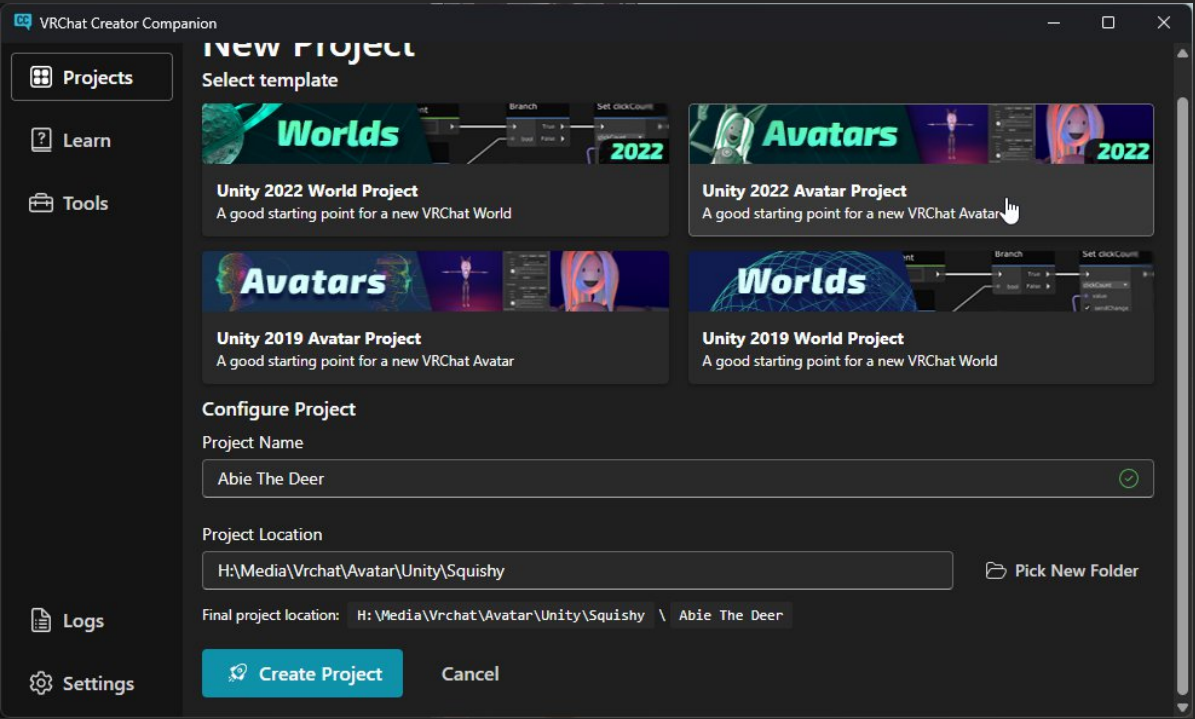 VRChat Creator Companion
New Project
Projects
Learn
Tools
Logs
Settings
Select template
Worlds
Branch
Set clickCount
True
bool False
2022
Unity 2022 World Project
A good starting point for a new VRChat World
Avatars
2022
Unity 2022 Avatar Project
A good starting point for a new VRChat Avatar
Avatars
Unity 2019 Avatar Project
A good starting point for a new VRChat Avatar
Worlds
Branch
Set clickCount
True
bool False
clickCount
value
sendChange
Unity 2019 World Project
A good starting point for a new VRChat World
Configure Project
Project Name
Abie The Deer
Project Location
H:\Media\Vrchat\Avatar\Unity\Squishy
Pick New Folder
Final project location: H:\Media\Vrchat\Avatar\Unity\Squishy \ Abie The Deer
Create Project
Cancel